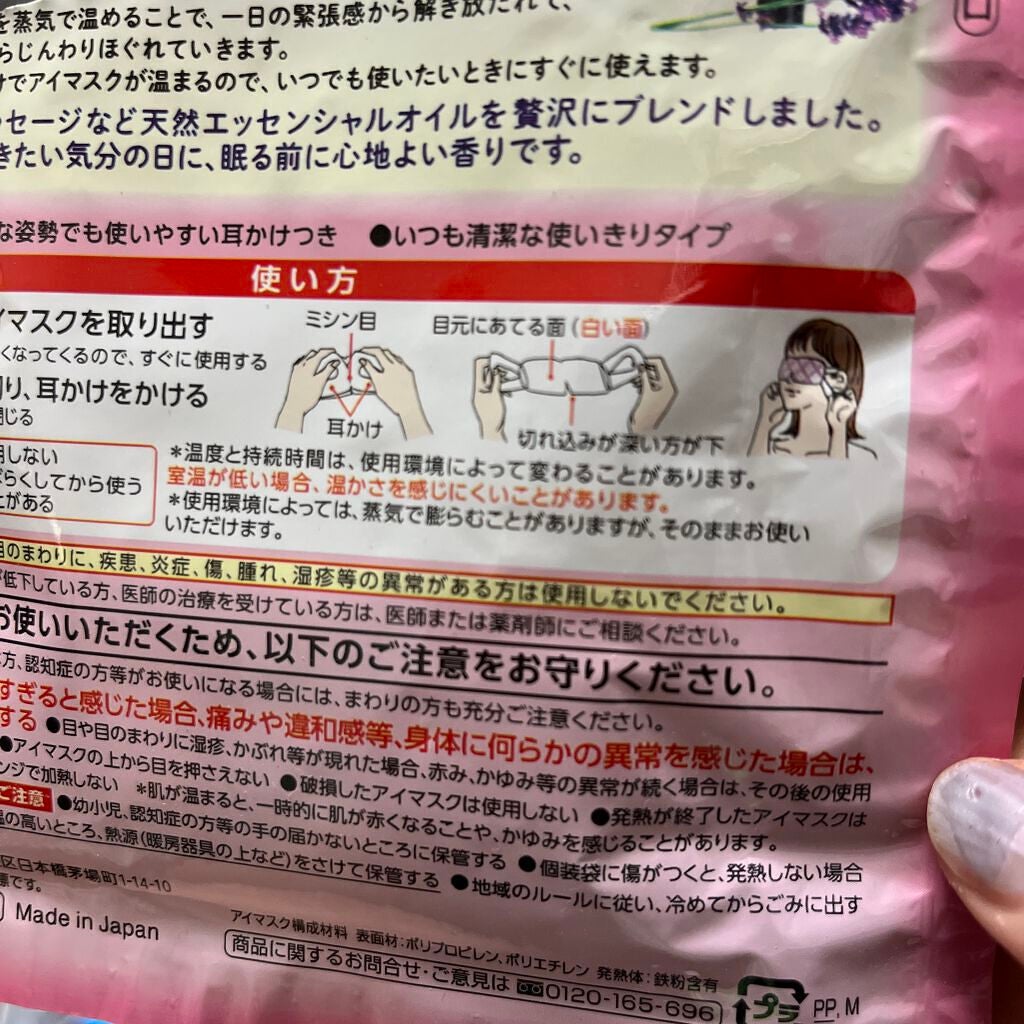 を蒸気で温めることで、一日の緊張感から解き放たれて、
らじんわりほぐれていきます。
けでアイマスクが温まるので、いつでも使いたいときにすぐに使えます。
セージなど天然エッセンシャルオイルを贅沢にブレンドしました。
きたい気分の日に、眠る前に心地よい香りです。
な姿勢でも使いやすい耳かけつき ●いつも清潔な使いきりタイプ
使い方
イマスクを取り出す
くなってくるので、すぐに使用する
り、耳かけをかける
閉じる
ミシン目
耳かけ
目元にあてる面(白い面)
切れ込みが深い方が下
用しない
ばらくしてから使う
とがある
*温度と持続時間は、使用環境によって変わることがあります。
室温が低い場合、温かさを感じにくいことがあります。
*使用環境によっては、蒸気で膨らむことがありますが、そのままお使い
いただけます。
目のまわりに、疾患、炎症、傷、腫れ、湿疹等の異常がある方は使用しないでください。
が低下している方、医師の治療を受けている方は、医師または薬剤師にご相談ください。
お使いいただくため、以下のご注意をお守りください。
方、認知症の方等がお使いになる場合には、まわりの方も充分ご注意ください。
すぎると感じた場合、痛みや違和感等、身体に何らかの異常を感じた場合は、
する ●目や目のまわりに湿疹、かぶれ等が現れた場合、赤み、かゆみ等の異常が続く場合は、その後の使用
●アイマスクの上から目を押さえない ●破損したアイマスクは使用しない ●発熱が終了したアイマスクは
ンジで加熱しない *肌が温まると、一時的に肌が赤くなることや、かゆみを感じることがあります。
ご注意 ●幼小児、認知症の方等の手の届かないところに保管する ●個装袋に傷がつくと、発熱しない場合
温の高いところ、熱源(暖房器具の上など)をさけて保管する ●地域のルールに従い、冷めてからごみに出す
区日本橋茅場町1-14-10
標です。
Made in Japan
アイマスク構成材料 表面材:ポリプロピレン、ポリエチレン 発熱体:鉄粉含有
商品に関するお問合せ・ご意見は 0120-165-696
プラ PP, M